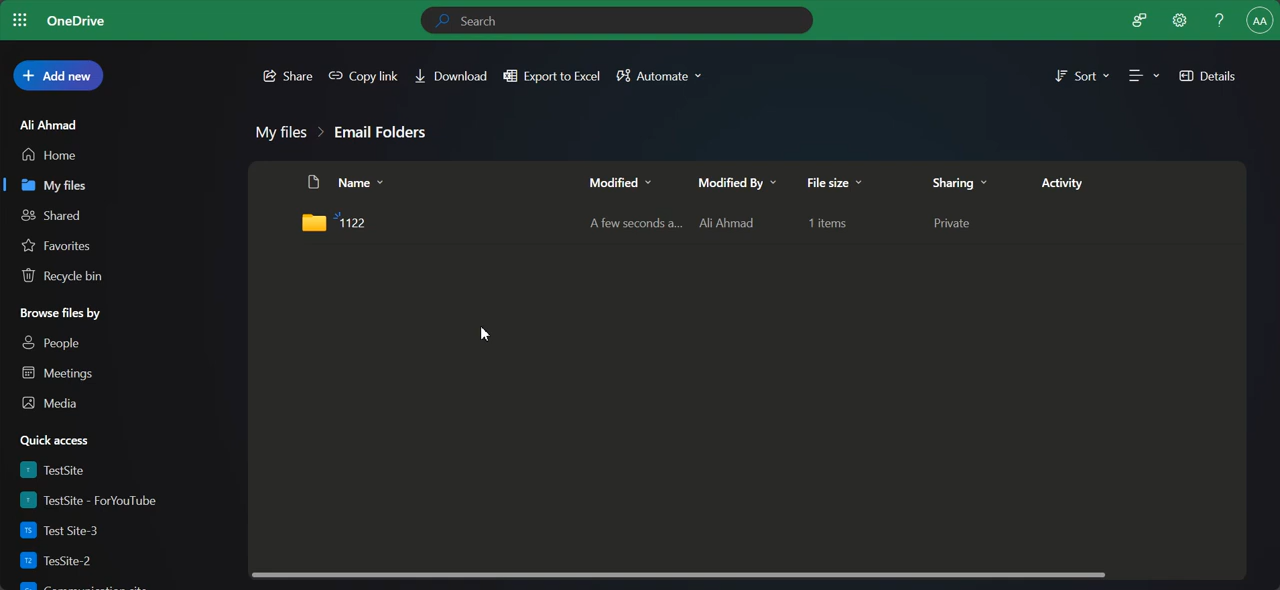 OneDrive
Search
AA
Add new
Share
Copy link
Download
Export to Excel
Automate
Sort
Details
Ali Ahmad
Home
My files
Shared
Favorites
Recycle bin
Browse files by
People
Meetings
Media
Quick access
T TestSite
T TestSite - ForYouTube
TS Test Site-3
T2 TesSite-2
My files > Email Folders
Name Modified Modified By File size Sharing Activity
1122 A few seconds a... Ali Ahmad 1 items Private